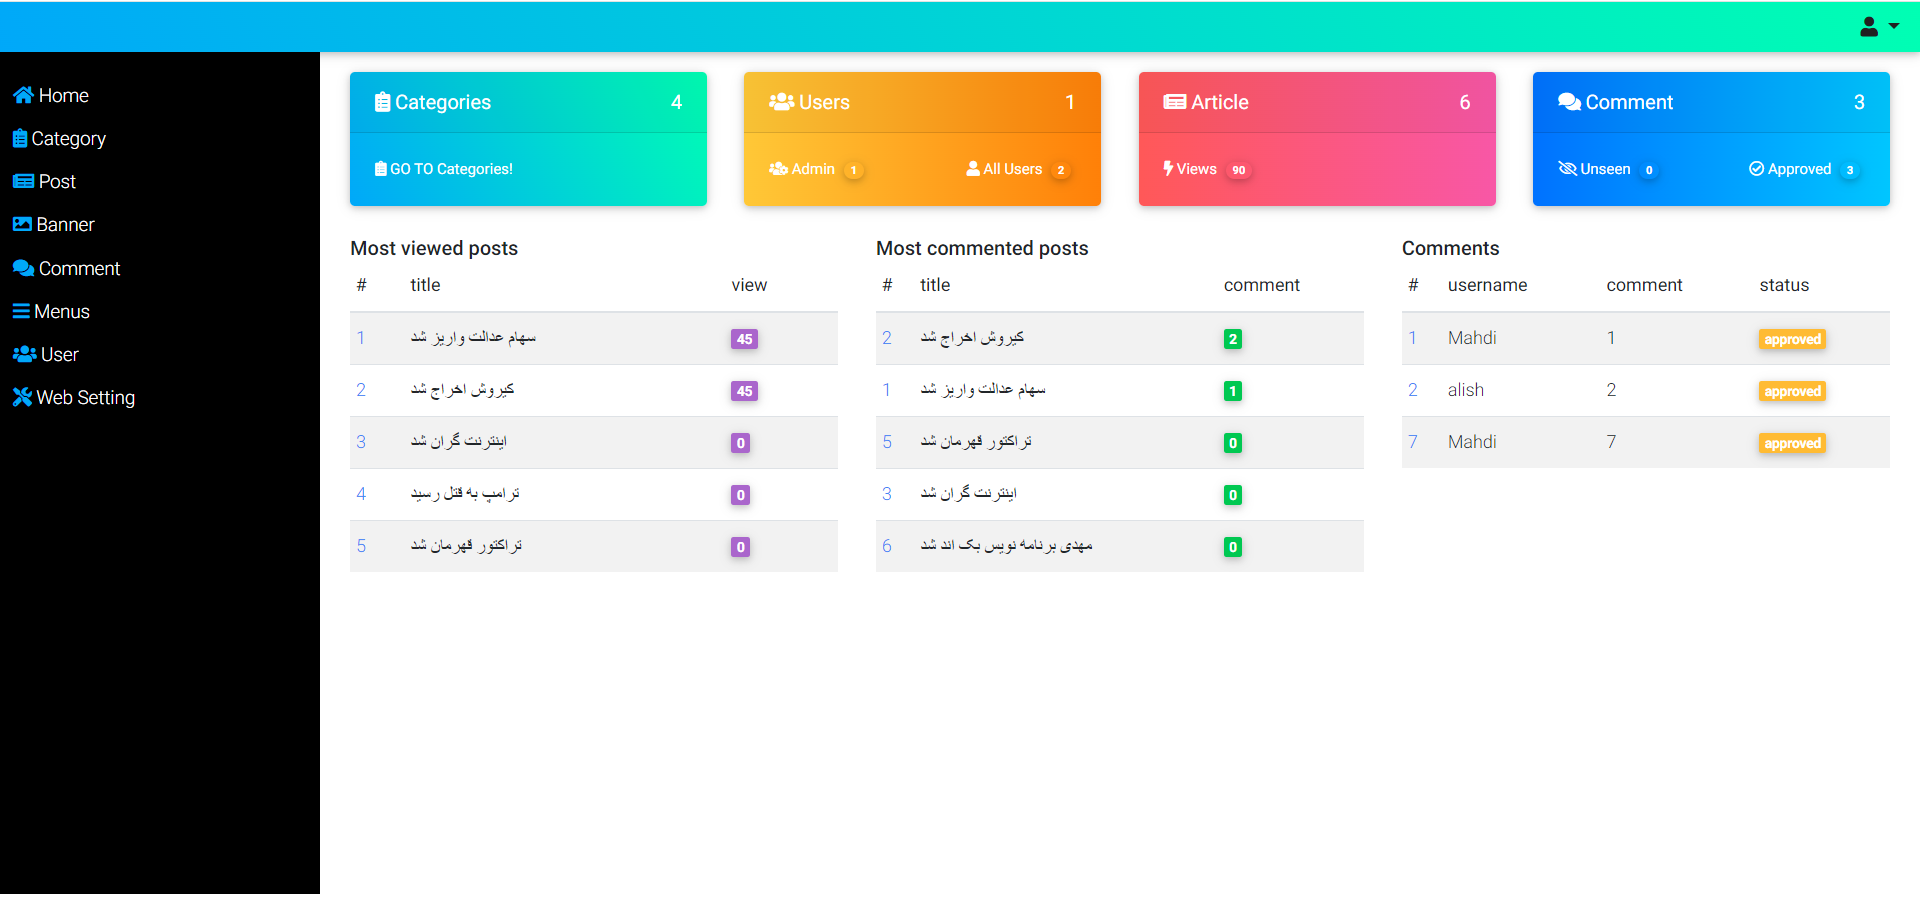 Home
Category
Post
Banner
Comment
Menus
User
Web Setting
Categories 4
GO TO Categories!
Users 1
Admin 1 All Users 2
Article 6
Views 90
Comment 3
Unseen 0 Approved 3
Most viewed posts
# title view
1 سهام عدالت واریز شد 45
2 کیروش اخراج شد 45
3 اینترنت گران شد 0
4 ترامپ به قتل رسید 0
5 تراکتور قهرمان شد 0
Most commented posts
# title comment
2 کیروش اخراج شد 2
1 سهام عدالت واریز شد 1
5 تراکتور قهرمان شد 0
3 اینترنت گران شد 0
6 مهدی برنامه نویس بک اند شد 0
Comments
# username comment status
1 Mahdi 1 approved
2 alish 2 approved
7 Mahdi 7 approved